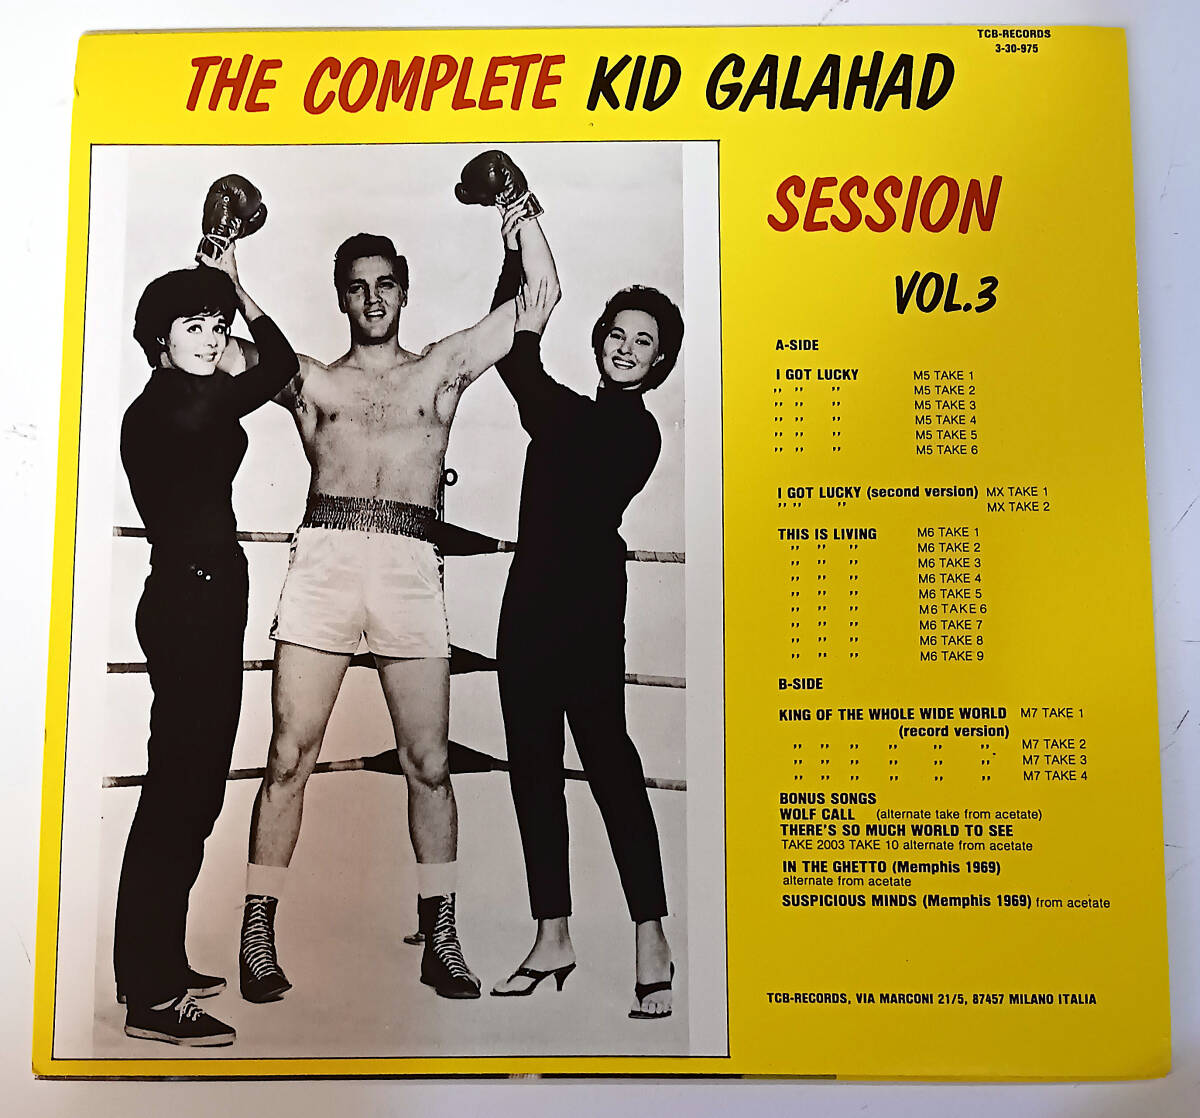 TCB-RECORDS
3-30-975
THE COMPLETE KID GALAHAD
SESSION
VOL.3
A-SIDE
I GOT LUCKY M5 TAKE 1
" " " M5 TAKE 2
" " " M5 TAKE 3
" " " M5 TAKE 4
" " " M5 TAKE 5
" " " M5 TAKE 6
I GOT LUCKY (second version) MX TAKE 1
" " " MX TAKE 2
THIS IS LIVING M6 TAKE 1
" " " M6 TAKE 2
" " " M6 TAKE 3
" " " M6 TAKE 4
" " " M6 TAKE 5
" " " M6 TAKE 6
" " " M6 TAKE 7
" " " M6 TAKE 8
" " " M6 TAKE 9
B-SIDE
KING OF THE WHOLE WIDE WORLD M7 TAKE 1
(record version)
" " " " " " M7 TAKE 2
" " " " " " M7 TAKE 3
" " " " " " M7 TAKE 4
BONUS SONGS
WOLF CALL (alternate take from acetate)
THERE'S SO MUCH WORLD TO SEE
TAKE 2003 TAKE 10 alternate from acetate
IN THE GHETTO (Memphis 1969)
alternate from acetate
SUSPICIOUS MINDS (Memphis 1969) from acetate
TCB-RECORDS, VIA MARCONI 21/5, 87457 MILANO ITALIA